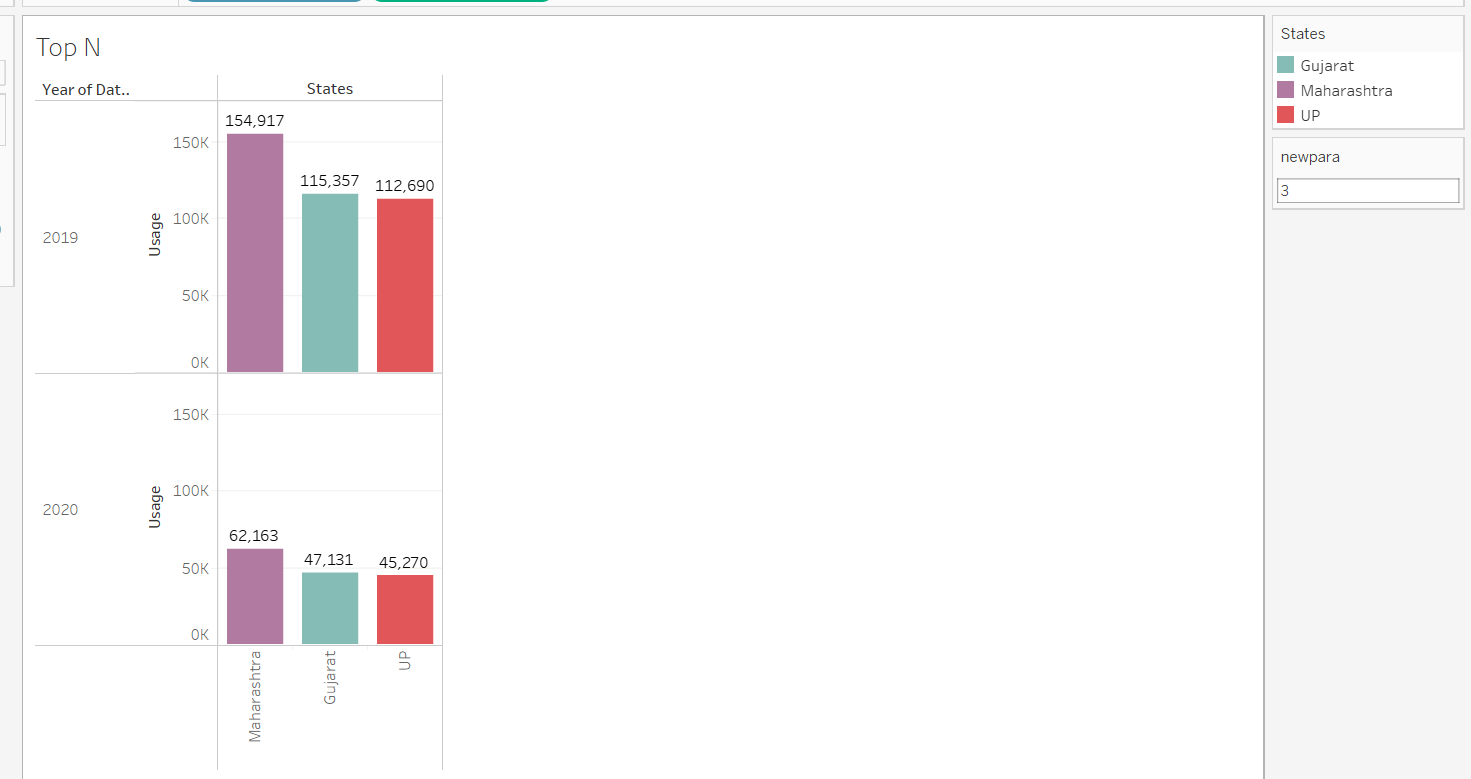 Top N
Year of Dat..
States
154,917
115,357
112,690
150K
100K
50K
0K
Usage
2019
150K
100K
50K
0K
Usage
2020
62,163
47,131
45,270
Maharashtra
Gujarat
UP
States
Gujarat
Maharashtra
UP
newpara
3